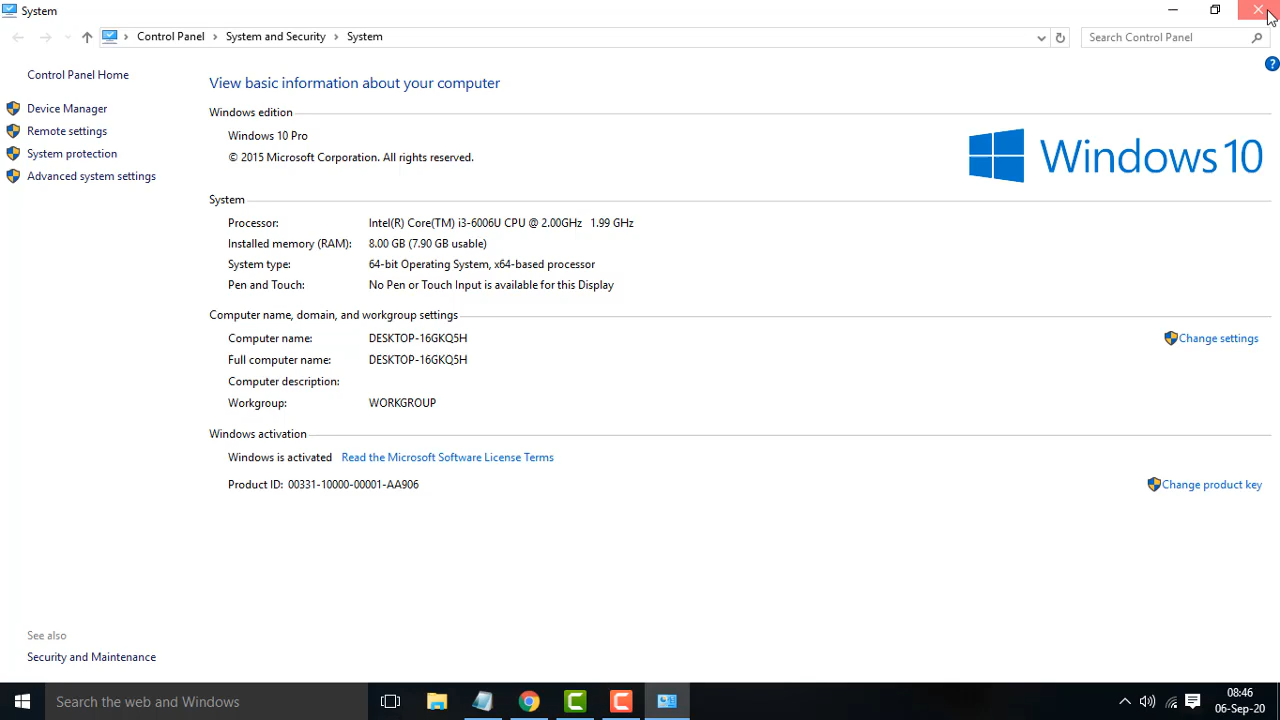 System
Control Panel > System and Security > System
Search Control Panel
Control Panel Home
Device Manager
Remote settings
System protection
Advanced system settings
View basic information about your computer
Windows edition
Windows 10 Pro
© 2015 Microsoft Corporation. All rights reserved.
Windows 10
System
Processor: Intel(R) Core(TM) i3-6006U CPU @ 2.00GHz 1.99 GHz
Installed memory (RAM): 8.00 GB (7.90 GB usable)
System type: 64-bit Operating System, x64-based processor
Pen and Touch: No Pen or Touch Input is available for this Display
Computer name, domain, and workgroup settings
Computer name: DESKTOP-16GKQ5H
Change settings
Full computer name: DESKTOP-16GKQ5H
Computer description:
Workgroup: WORKGROUP
Windows activation
Windows is activated Read the Microsoft Software License Terms
Product ID: 00331-10000-00001-AA906
Change product key
See also
Security and Maintenance
Search the web and Windows
08:46
06-Sep-20